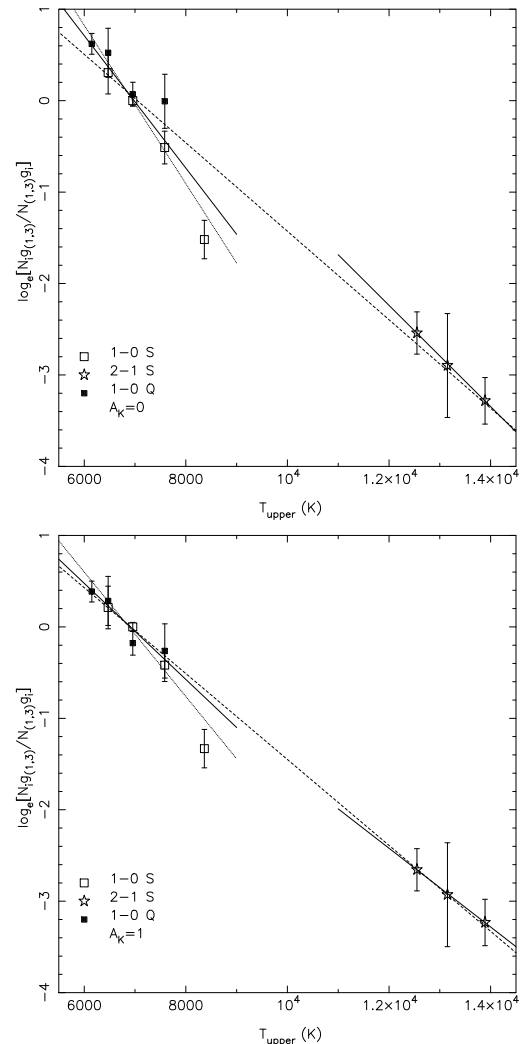 1
0
−1
−2
−3
−4
log_e[N_i g_(1,3)/N_(1,3) g_i]
1−0 S
2−1 S
1−0 Q
A_K=0
6000 8000 10^4 1.2×10^4 1.4×10^4
T_upper (K)
1
0
−1
−2
−3
−4
log_e[N_i g_(1,3)/N_(1,3) g_i]
1−0 S
2−1 S
1−0 Q
A_K=1
6000 8000 10^4 1.2×10^4 1.4×10^4
T_upper (K)